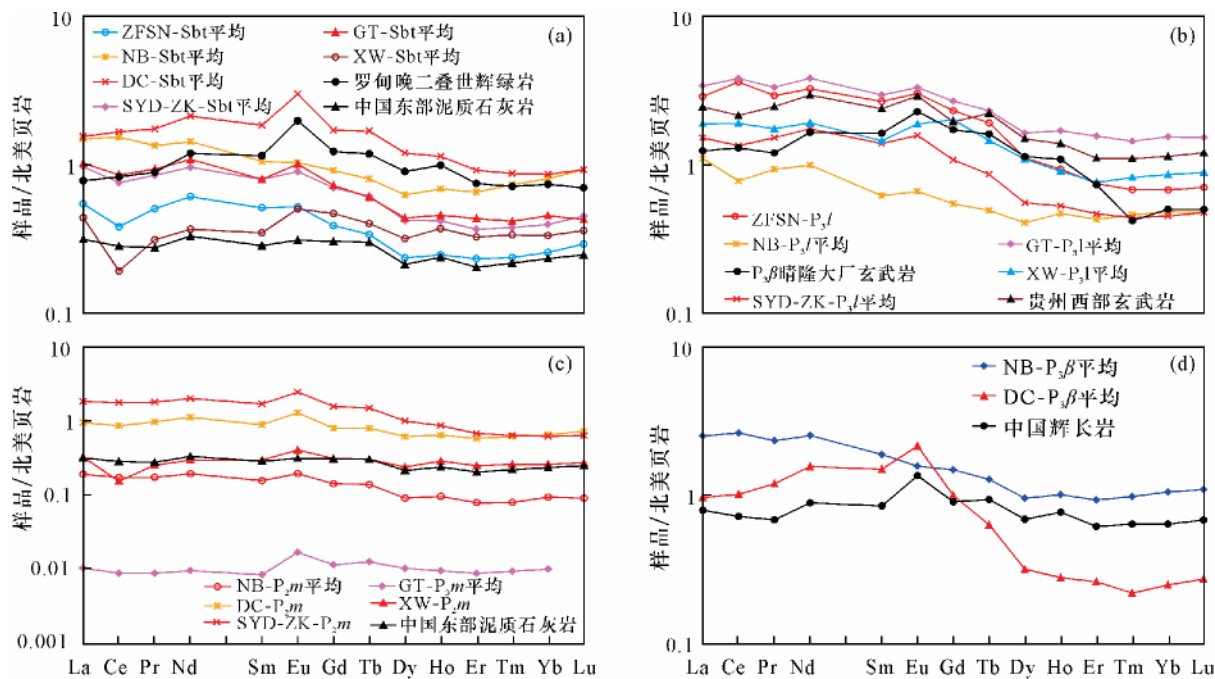 样品/北美页岩
10
1
0.1
(a)
ZFSN-Sbt平均
NB-Sbt平均
DC-Sbt平均
SYD-ZK-Sbt平均
GT-Sbt平均
XW-Sbt平均
罗甸晚二叠世辉绿岩
中国东部泥质石灰岩
样品/北美页岩
10
1
0.1
(b)
ZFSN-P₃l
NB-P₃l平均
P₃β晴隆大厂玄武岩
SYD-ZK-P₃l平均
GT-P₃l平均
XW-P₃l平均
贵州西部玄武岩
样品/北美页岩
10
1
0.1
0.01
0.001
(c)
NB-P₂m平均
DC-P₂m
SYD-ZK-P₂m
GT-P₂m平均
XW-P₂m
中国东部泥质石灰岩
La Ce Pr Nd Sm Eu Gd Tb Dy Ho Er Tm Yb Lu
样品/北美页岩
10
1
0.1
(d)
NB-P₃β平均
DC-P₃β平均
中国辉长岩
La Ce Pr Nd Sm Eu Gd Tb Dy Ho Er Tm Yb Lu